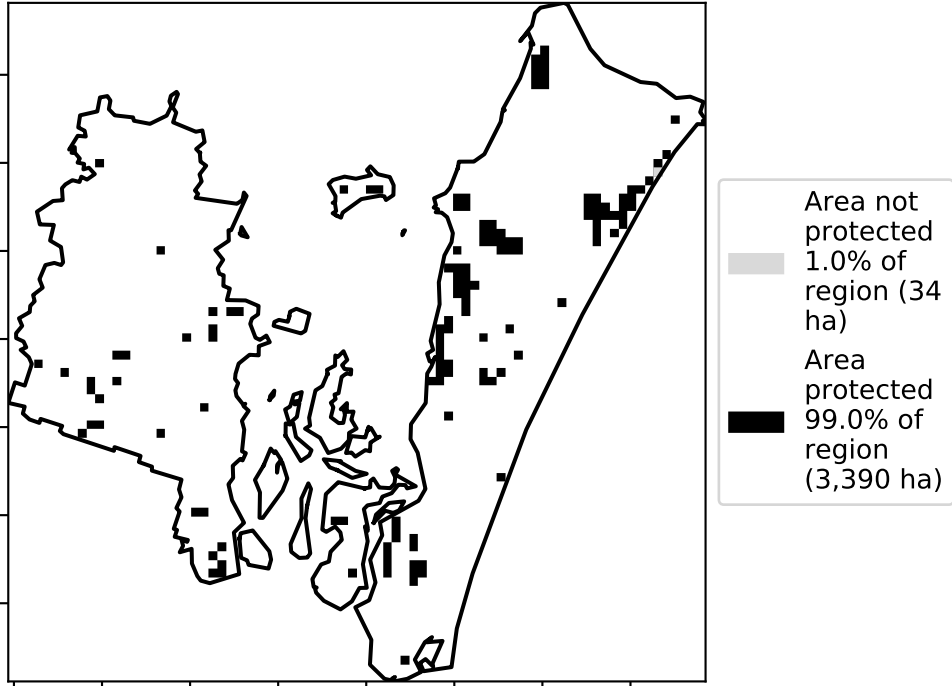 Area not
protected
1.0% of
region (34
ha)
Area
protected
99.0% of
region
(3,390 ha)